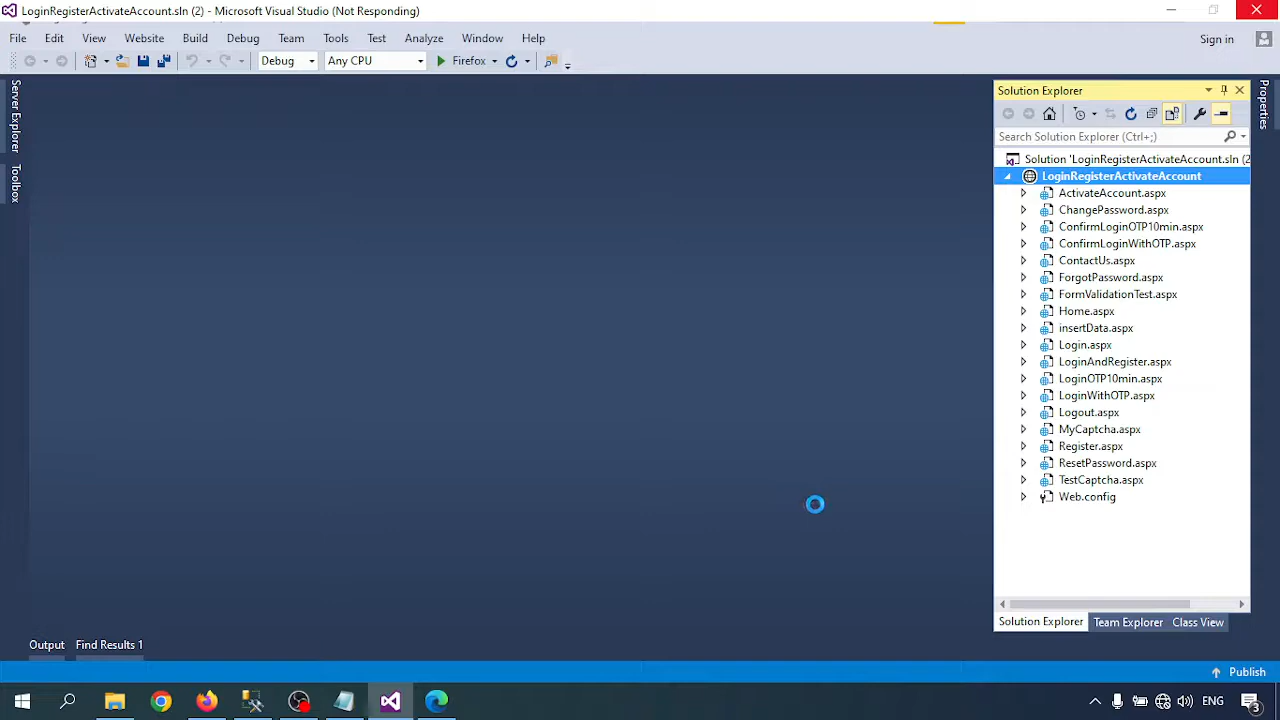 LoginRegisterActivateAccount.sln (2) - Microsoft Visual Studio (Not Responding)
File Edit View Website Build Debug Team Tools Test Analyze Window Help
Sign in
Debug Any CPU Firefox
Server Explorer
Toolbox
Solution Explorer
Search Solution Explorer (Ctrl+;)
Solution 'LoginRegisterActivateAccount.sln (2
LoginRegisterActivateAccount
ActivateAccount.aspx
ChangePassword.aspx
ConfirmLoginOTP10min.aspx
ConfirmLoginWithOTP.aspx
ContactUs.aspx
ForgotPassword.aspx
FormValidationTest.aspx
Home.aspx
insertData.aspx
Login.aspx
LoginAndRegister.aspx
LoginOTP10min.aspx
LoginWithOTP.aspx
Logout.aspx
MyCaptcha.aspx
Register.aspx
ResetPassword.aspx
TestCaptcha.aspx
Web.config
Solution Explorer Team Explorer Class View
Properties
Output Find Results 1
Publish
ENG
3